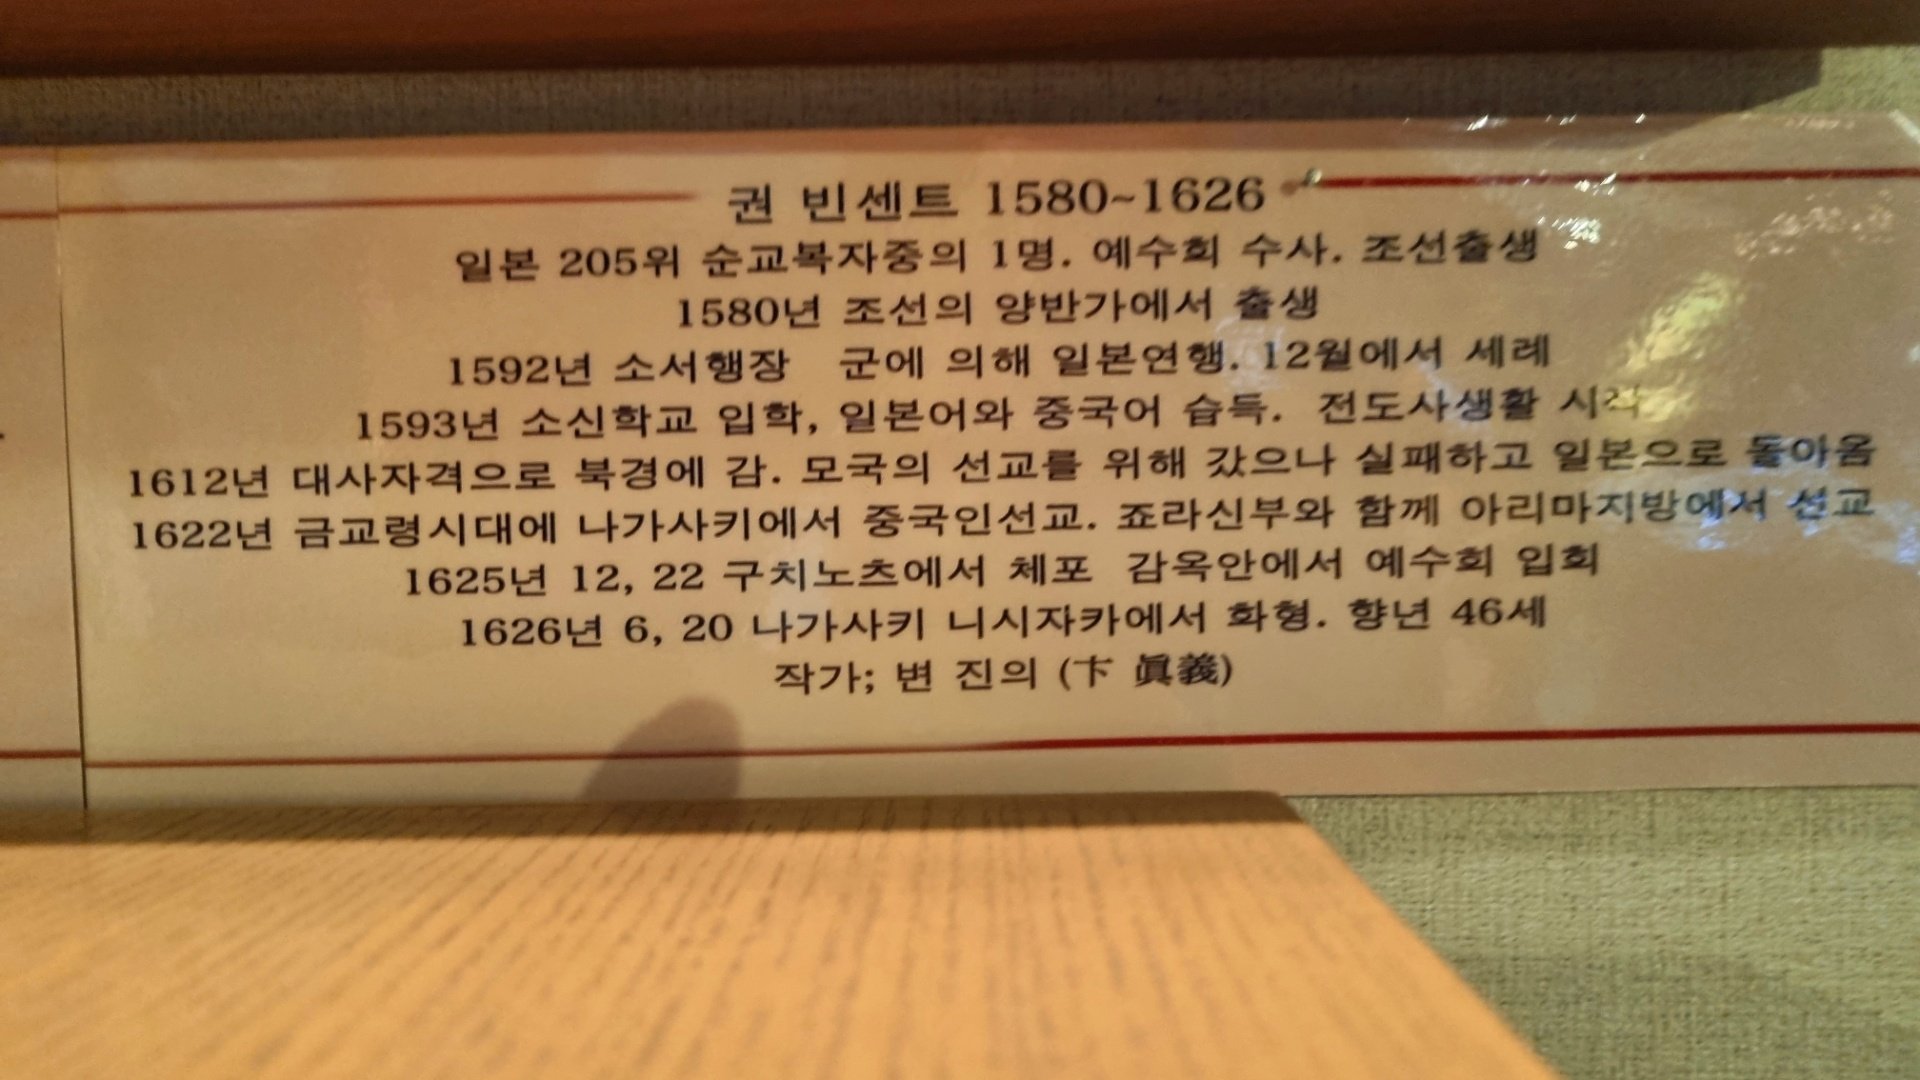 권 빈센트 1580~1626
일본 205위 순교복자중의 1명. 예수회 수사. 조선출생
1580년 조선의 양반가에서 출생
1592년 소서행장 군에 의해 일본연행. 12월에서 세례
1593년 소신학교 입학, 일본어와 중국어 습득. 전도사생활 시작
1612년 대사자격으로 북경에 감. 모국의 선교를 위해 갔으나 실패하고 일본으로 돌아옴
1622년 금교령시대에 나가사키에서 중국인선교. 죠라신부와 함께 아리마지방에서 선교
1625년 12, 22 구치노츠에서 체포 감옥안에서 예수회 입회
1626년 6, 20 나가사키 니시자카에서 화형. 향년 46세
작가; 변 진의 (卞 眞義)